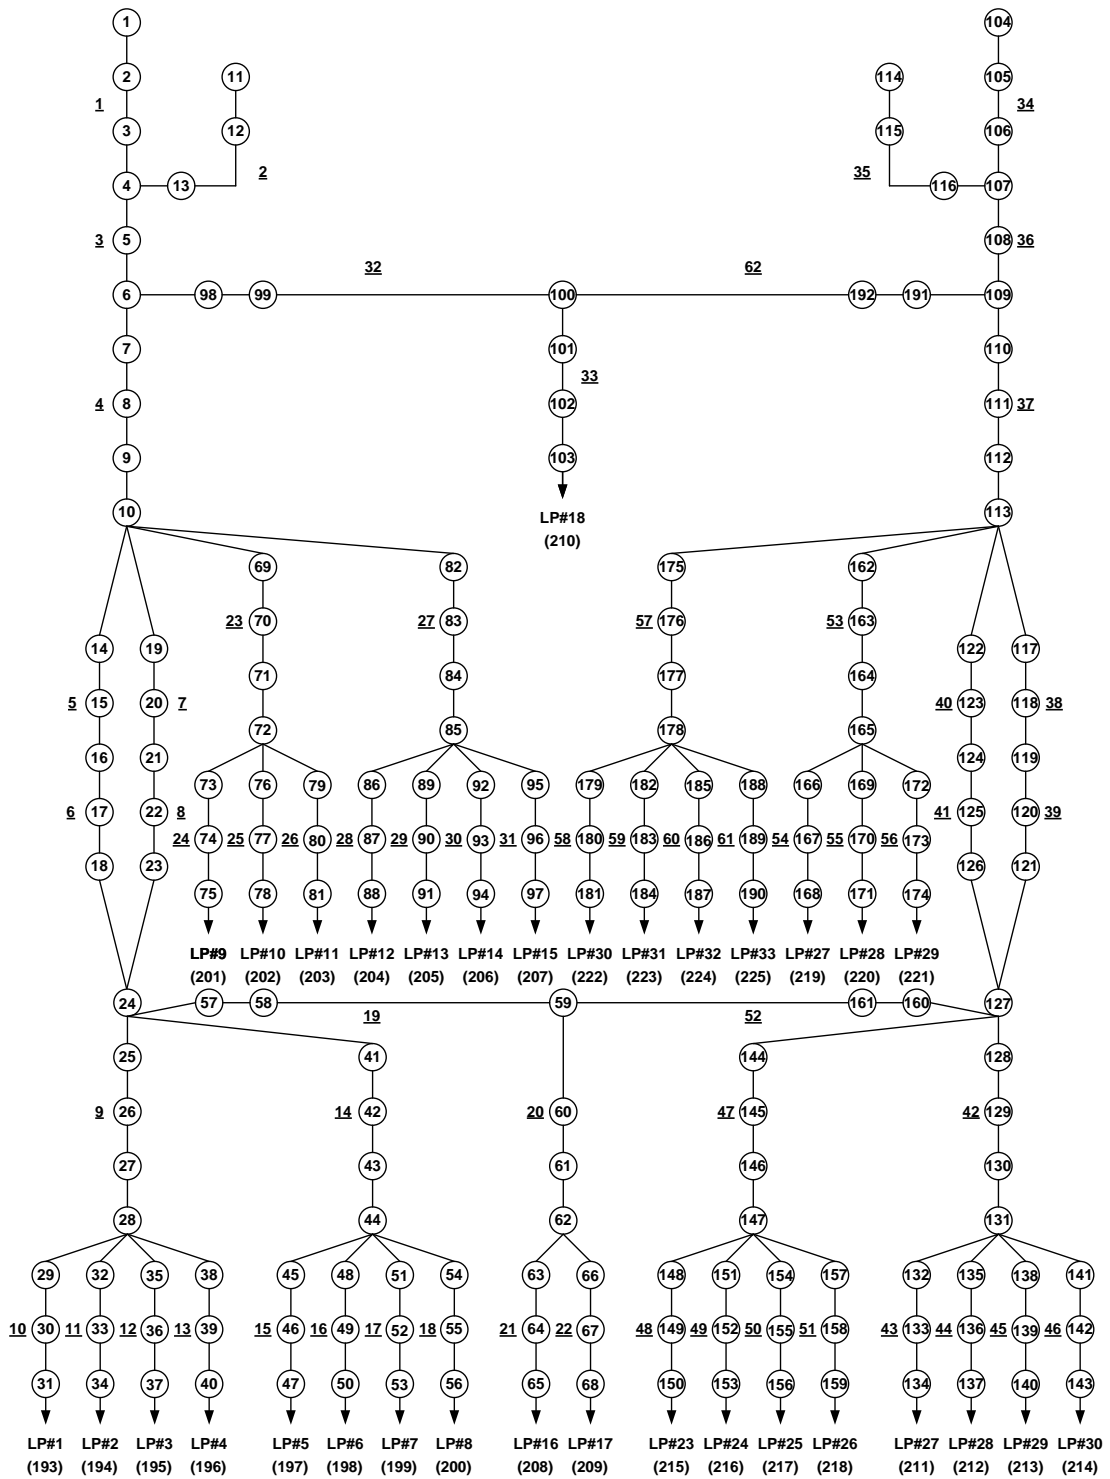 1 104
2 11 114 105
1 34
3 12 115 106
2 35
4 13 116 107
3 5 108 36
32 62
6 98 99 100 192 191 109
7 101 110
33
4 8 102 111 37
9 103 112
10 LP#18 113
(210)
69 82 175 162
23 70 27 83 57 176 53 163
14 19 122 117
71 84 177 164
5 15 20 7 40 123 118 38
72 85 178 165
16 21 124 119
73 76 79 86 89 92 95 179 182 185 188 166 169 172
6 17 22 8 41 125 120 39
24 74 25 77 26 80 28 87 29 90 30 93 31 96 58 180 59 183 60 186 61 189 54 167 55 170 56 173
18 23 126 121
75 78 81 88 91 94 97 181 184 187 190 168 171 174
LP#9 LP#10 LP#11 LP#12 LP#13 LP#14 LP#15 LP#30 LP#31 LP#32 LP#33 LP#27 LP#28 LP#29
(201) (202) (203) (204) (205) (206) (207) (222) (223) (224) (225) (219) (220) (221)
24 57 58 59 161 160 127
19 52
25 41 144 128
9 26 14 42 20 60 47 145 42 129
27 43 61 146 130
28 44 62 147 131
29 32 35 38 45 48 51 54 63 66 148 151 154 157 132 135 138 141
10 30 11 33 12 36 13 39 15 46 16 49 17 52 18 55 21 64 22 67 48 149 49 152 50 155 51 158 43 133 44 136 45 139 46 142
31 34 37 40 47 50 53 56 65 68 150 153 156 159 134 137 140 143
LP#1 LP#2 LP#3 LP#4 LP#5 LP#6 LP#7 LP#8 LP#16 LP#17 LP#23 LP#24 LP#25 LP#26 LP#27 LP#28 LP#29 LP#30
(193) (194) (195) (196) (197) (198) (199) (200) (208) (209) (215) (216) (217) (218) (211) (212) (213) (214)